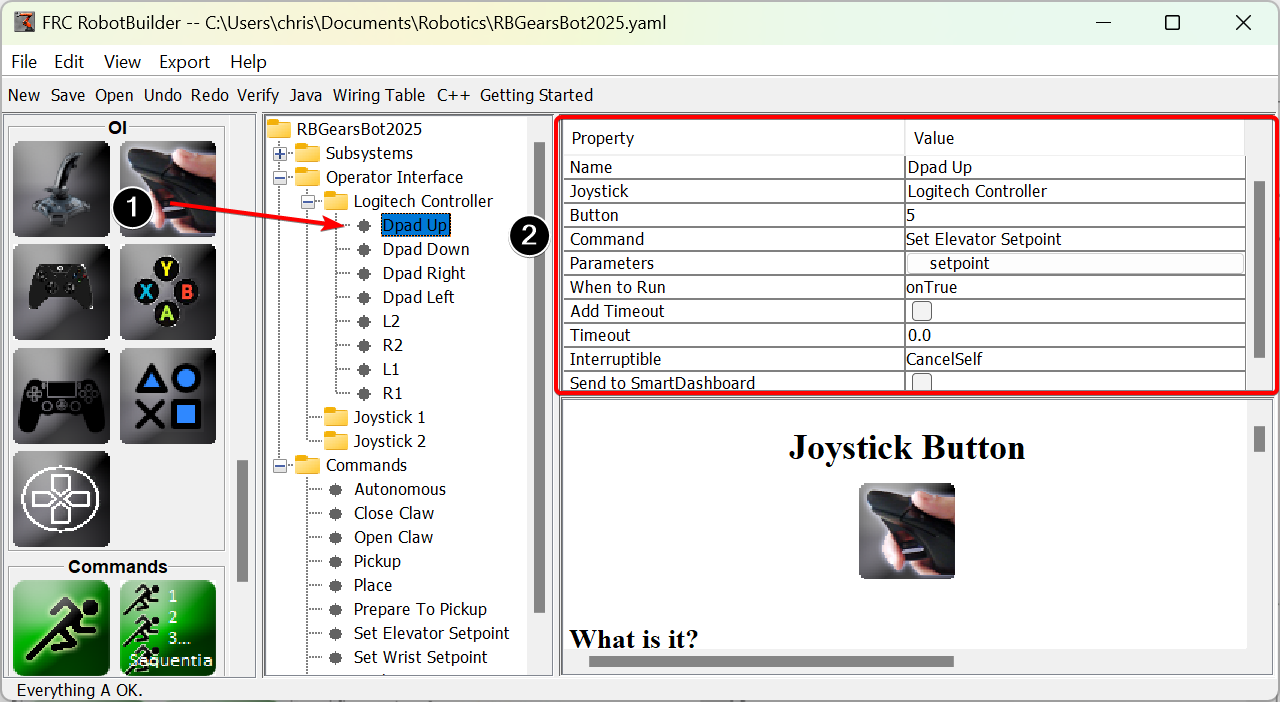 FRC RobotBuilder -- C:\Users\chris\Documents\Robotics\RBGearsBot2025.yaml
File Edit View Export Help
New Save Open Undo Redo Verify Java Wiring Table C++ Getting Started
OI
1
Y
X B
A
Commands
1
2
3...
Sequentia
RBGearsBot2025
Subsystems
Operator Interface
Logitech Controller
Dpad Up
Dpad Down
Dpad Right
Dpad Left
L2
R2
L1
R1
Joystick 1
Joystick 2
Commands
Autonomous
Close Claw
Open Claw
Pickup
Place
Prepare To Pickup
Set Elevator Setpoint
Set Wrist Setpoint
2
Property Value
Name Dpad Up
Joystick Logitech Controller
Button 5
Command Set Elevator Setpoint
Parameters setpoint
When to Run onTrue
Add Timeout
Timeout 0.0
Interruptible CancelSelf
Send to SmartDashboard
Joystick Button
What is it?
Everything A OK.